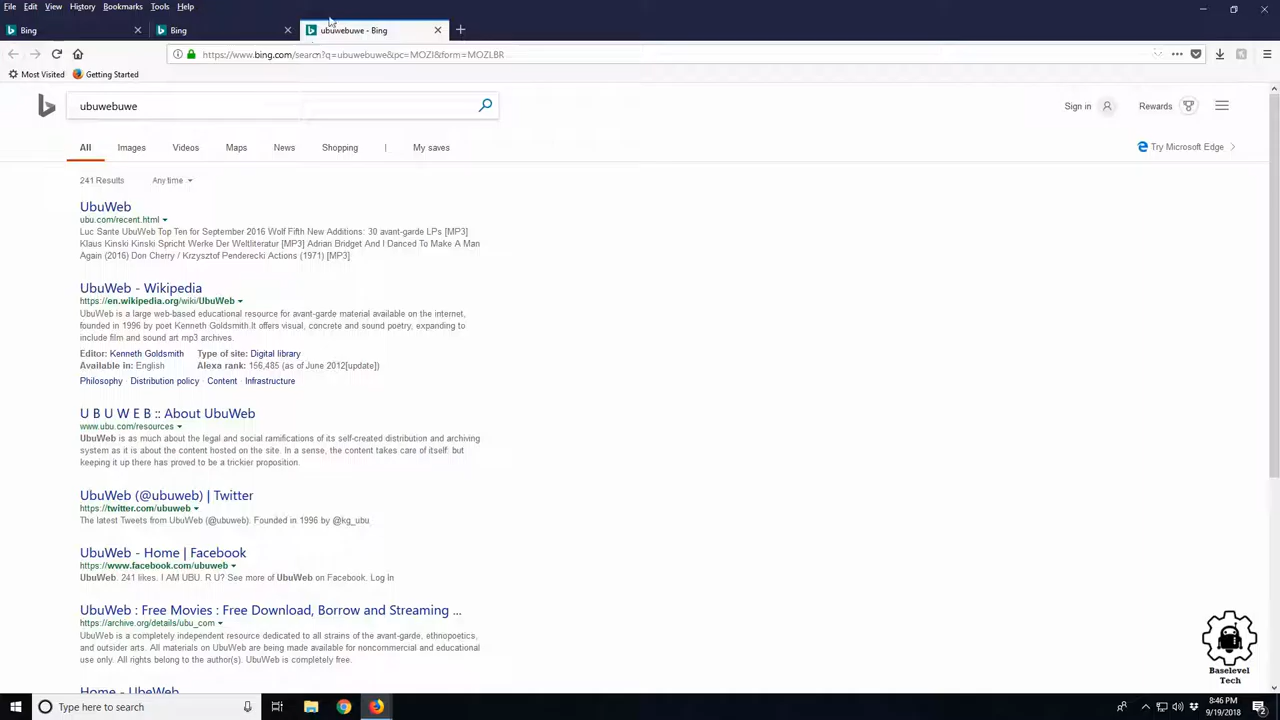 File Edit View History Bookmarks Tools Help
Bing
Bing
ubuwebuwe - Bing
https://www.bing.com/search?q=ubuwebuwe&pc=MOZI&form=MOZLBR
Most Visited Getting Started
ubuwebuwe
Sign in Rewards
All Images Videos Maps News Shopping | My saves
Try Microsoft Edge
241 Results Any time
UbuWeb
ubu.com/recent.html
Luc Sante UbuWeb Top Ten for September 2016 Wolf Fifth New Additions: 30 avant-garde LPs [MP3]
Klaus Kinski Kinski Spricht Werke Der Weltliteratur [MP3] Adrian Bridget And I Danced To Make A Man
Again (2016) Don Cherry / Krzysztof Penderecki Actions (1971) [MP3]
UbuWeb - Wikipedia
https://en.wikipedia.org/wiki/UbuWeb
UbuWeb is a large web-based educational resource for avant-garde material available on the internet,
founded in 1996 by poet Kenneth Goldsmith.It offers visual, concrete and sound poetry, expanding to
include film and sound art mp3 archives.
Editor: Kenneth Goldsmith Type of site: Digital library
Available in: English Alexa rank: 156,485 (as of June 2012[update])
Philosophy · Distribution policy · Content · Infrastructure
U B U W E B :: About UbuWeb
www.ubu.com/resources
UbuWeb is as much about the legal and social ramifications of its self-created distribution and archiving
system as it is about the content hosted on the site. In a sense, the content takes care of itself: but
keeping it up there has proved to be a trickier proposition.
UbuWeb (@ubuweb) | Twitter
https://twitter.com/ubuweb
The latest Tweets from UbuWeb (@ubuweb). Founded in 1996 by @kg_ubu
UbuWeb - Home | Facebook
https://www.facebook.com/ubuweb
UbuWeb. 241 likes. I AM UBU. R U? See more of UbuWeb on Facebook. Log In
UbuWeb : Free Movies : Free Download, Borrow and Streaming ...
https://archive.org/details/ubu_com
UbuWeb is a completely independent resource dedicated to all strains of the avant-garde, ethnopoetics,
and outsider arts. All materials on UbuWeb are being made available for noncommercial and educational
use only. All rights belong to the author(s). UbuWeb is completely free.
Home - UbeWeb
Baselevel
Tech
Type here to search
8:46 PM
9/19/2018
2